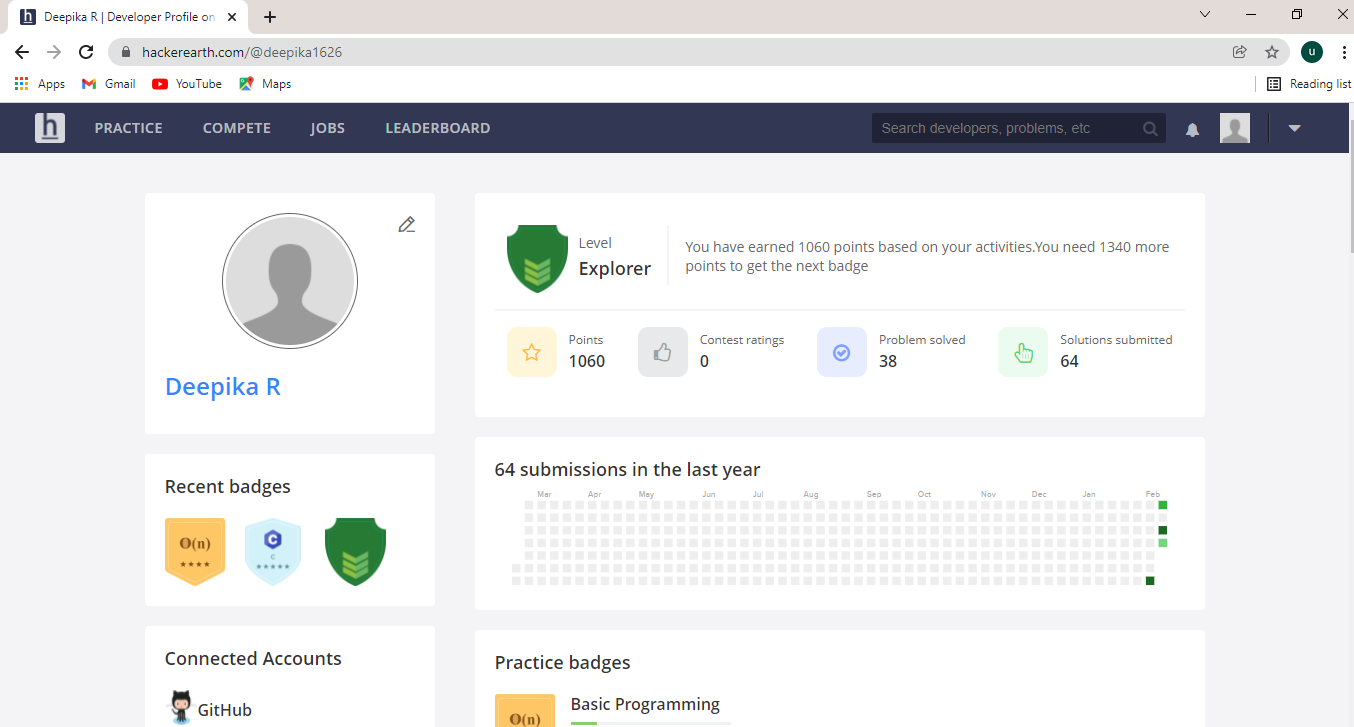 Deepika R | Developer Profile on
hackerearth.com/@deepika1626
u
Apps
Gmail
YouTube
Maps
Reading list
h
PRACTICE
COMPETE
JOBS
LEADERBOARD
Search developers, problems, etc
Deepika R
Level
Explorer
You have earned 1060 points based on your activities.You need 1340 more
points to get the next badge
Points
1060
Contest ratings
0
Problem solved
38
Solutions submitted
64
Recent badges
O(n)
C
C
64 submissions in the last year
Mar Apr May Jun Jul Aug Sep Oct Nov Dec Jan Feb
Connected Accounts
GitHub
Practice badges
O(n)
Basic Programming